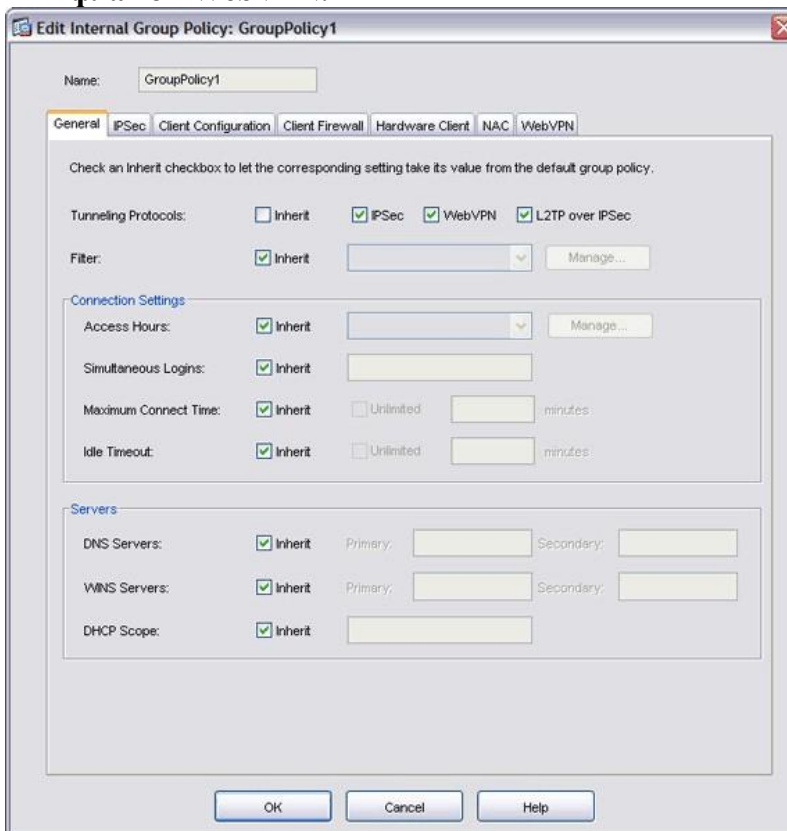 Edit Internal Group Policy: GroupPolicy1
Name: GroupPolicy1
General IPSec Client Configuration Client Firewall Hardware Client NAC WebVPN
Check an Inherit checkbox to let the corresponding setting take its value from the default group policy.
Tunneling Protocols: Inherit IPSec WebVPN L2TP over IPSec
Filter: Inherit Manage...
Connection Settings
Access Hours: Inherit Manage...
Simultaneous Logins: Inherit
Maximum Connect Time: Inherit Unlimited minutes
Idle Timeout: Inherit Unlimited minutes
Servers
DNS Servers: Inherit Primary: Secondary:
WINS Servers: Inherit Primary: Secondary:
DHCP Scope: Inherit
OK Cancel Help